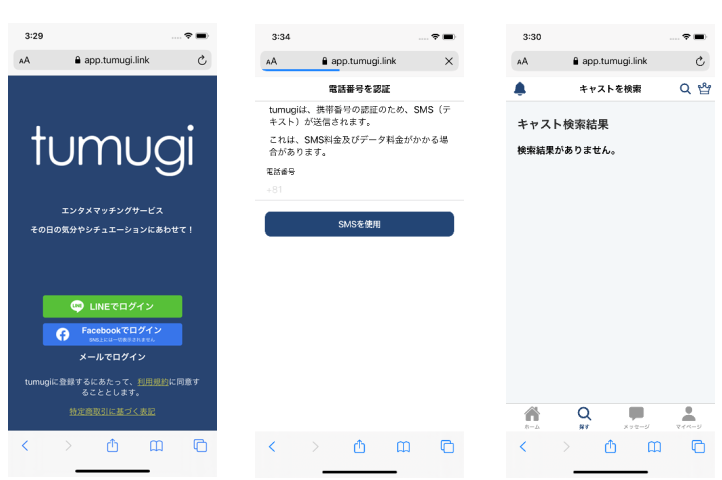 3:29
AA app.tumugi.link
tumugi
エンタメマッチングサービス
その日の気分やシチュエーションにあわせて！
LINE
LINEでログイン
Facebookでログイン
SNS上には一切表示されません
メールでログイン
tumugiに登録するにあたって、利用規約に同意す
ることとします。
特定商取引に基づく表記
3:34
AA app.tumugi.link
電話番号を認証
tumugiは、携帯番号の認証のため、SMS（テ
キスト）が送信されます。
これは、SMS料金及びデータ料金がかかる場
合があります。
電話番号
+81
SMSを使用
3:30
AA app.tumugi.link
キャストを検索
キャスト検索結果
検索結果がありません。
ホーム 探す メッセージ マイページ